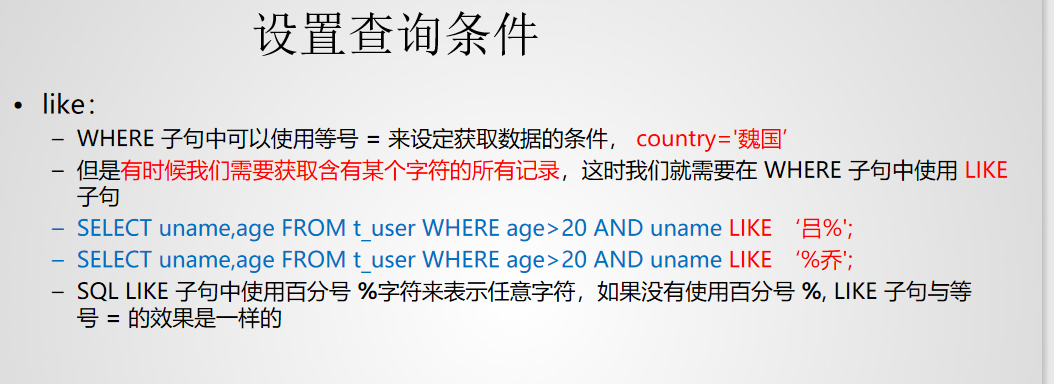 设置查询条件
• like：
– WHERE 子句中可以使用等号 = 来设定获取数据的条件， country='魏国’
– 但是有时候我们需要获取含有某个字符的所有记录，这时我们就需要在 WHERE 子句中使用 LIKE
子句
– SELECT uname,age FROM t_user WHERE age>20 AND uname LIKE ‘吕%';
– SELECT uname,age FROM t_user WHERE age>20 AND uname LIKE ‘%乔';
– SQL LIKE 子句中使用百分号 %字符来表示任意字符，如果没有使用百分号 %, LIKE 子句与等
号 = 的效果是一样的